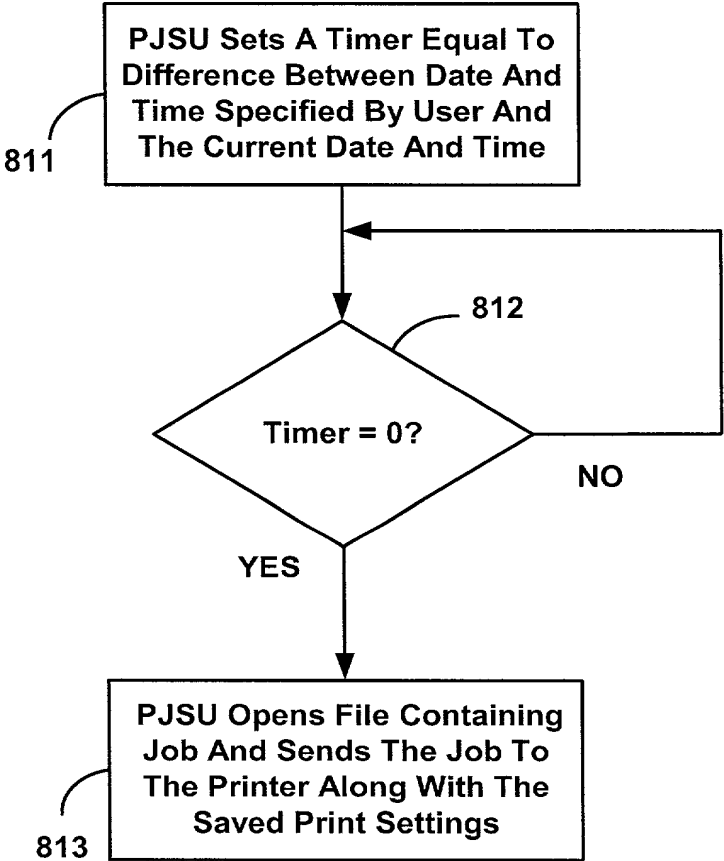 PJSU Sets A Timer Equal To
Difference Between Date And
Time Specified By User And
The Current Date And Time
811
812
Timer = 0?
NO
YES
PJSU Opens File Containing
Job And Sends The Job To
The Printer Along With The
Saved Print Settings
813